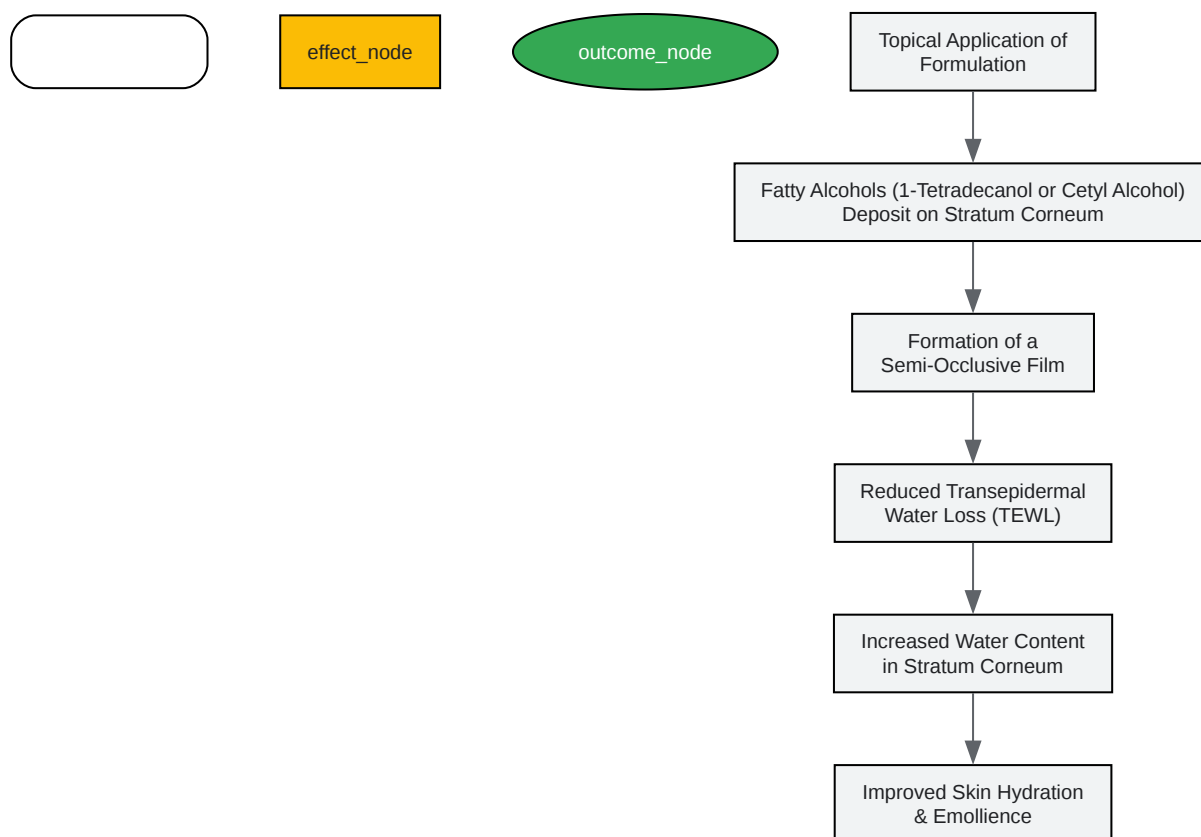 effect_node
outcome_node
Topical Application of
Formulation
Fatty Alcohols (1-Tetradecanol or Cetyl Alcohol)
Deposit on Stratum Corneum
Formation of a
Semi-Occlusive Film
Reduced Transepidermal
Water Loss (TEWL)
Increased Water Content
in Stratum Corneum
Improved Skin Hydration
& Emollience